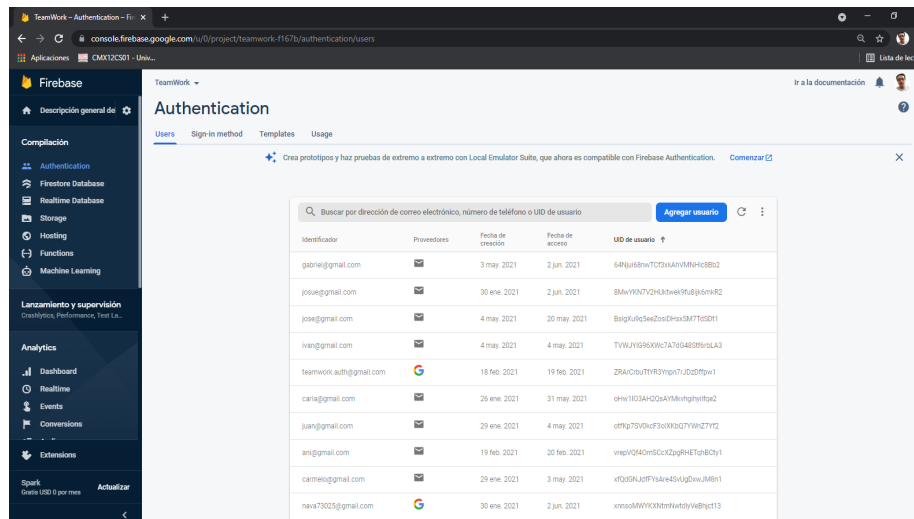 TeamWork – Authentication – Fir
console.firebase.google.com/u/0/project/teamwork-f167b/authentication/users
Aplicaciones
CMX12CS01 - Univ...
Lista de lec
Firebase
TeamWork
Ir a la documentación
Descripción general de
Authentication
Users
Sign-in method
Templates
Usage
Compilación
Crea prototipos y haz pruebas de extremo a extremo con Local Emulator Suite, que ahora es compatible con Firebase Authentication.
Comenzar
Authentication
Firestore Database
Realtime Database
Storage
Hosting
Functions
Machine Learning
Lanzamiento y supervisión
Crashlytics, Performance, Test La...
Analytics
Dashboard
Realtime
Events
Conversions
Extensions
Spark
Gratis USD 0 por mes
Actualizar
Buscar por dirección de correo electrónico, número de teléfono o UID de usuario
Agregar usuario
Identificador Proveedores Fecha de creación Fecha de acceso UID de usuario
gabriel@gmail.com 3 may. 2021 2 jun. 2021
josue@gmail.com 30 ene. 2021 2 jun. 2021
jose@gmail.com 4 may. 2021 20 may. 2021
ivan@gmail.com 4 may. 2021 4 may. 2021
teamwork.auth@gmail.com 18 feb. 2021 19 feb. 2021
carla@gmail.com 26 ene. 2021 31 may. 2021
juan@gmail.com 29 ene. 2021 4 may. 2021
ani@gmail.com 19 feb. 2021 20 feb. 2021
carmelo@gmail.com 29 ene. 2021 3 may. 2021
nava73025@gmail.com 30 ene. 2021 2 jun. 2021